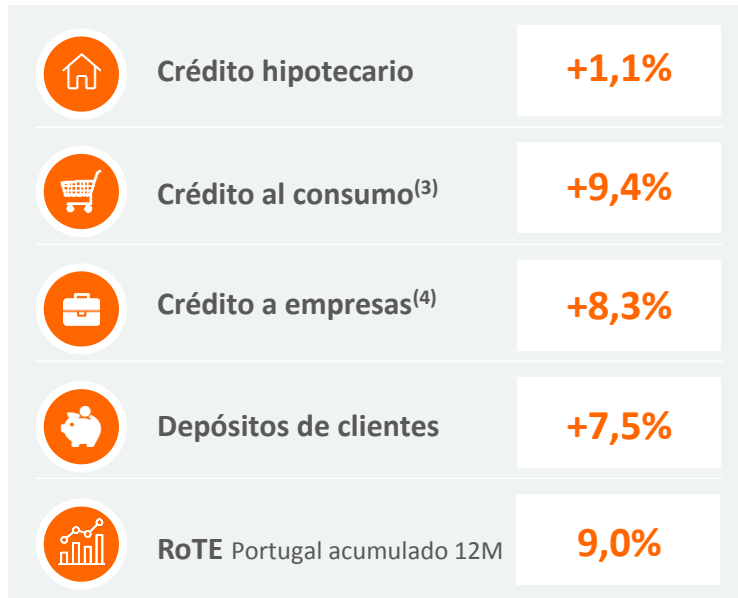 Crédito hipotecario +1,1%
Crédito al consumo(3) +9,4%
Crédito a empresas(4) +8,3%
Depósitos de clientes +7,5%
RoTE Portugal acumulado 12M 9,0%